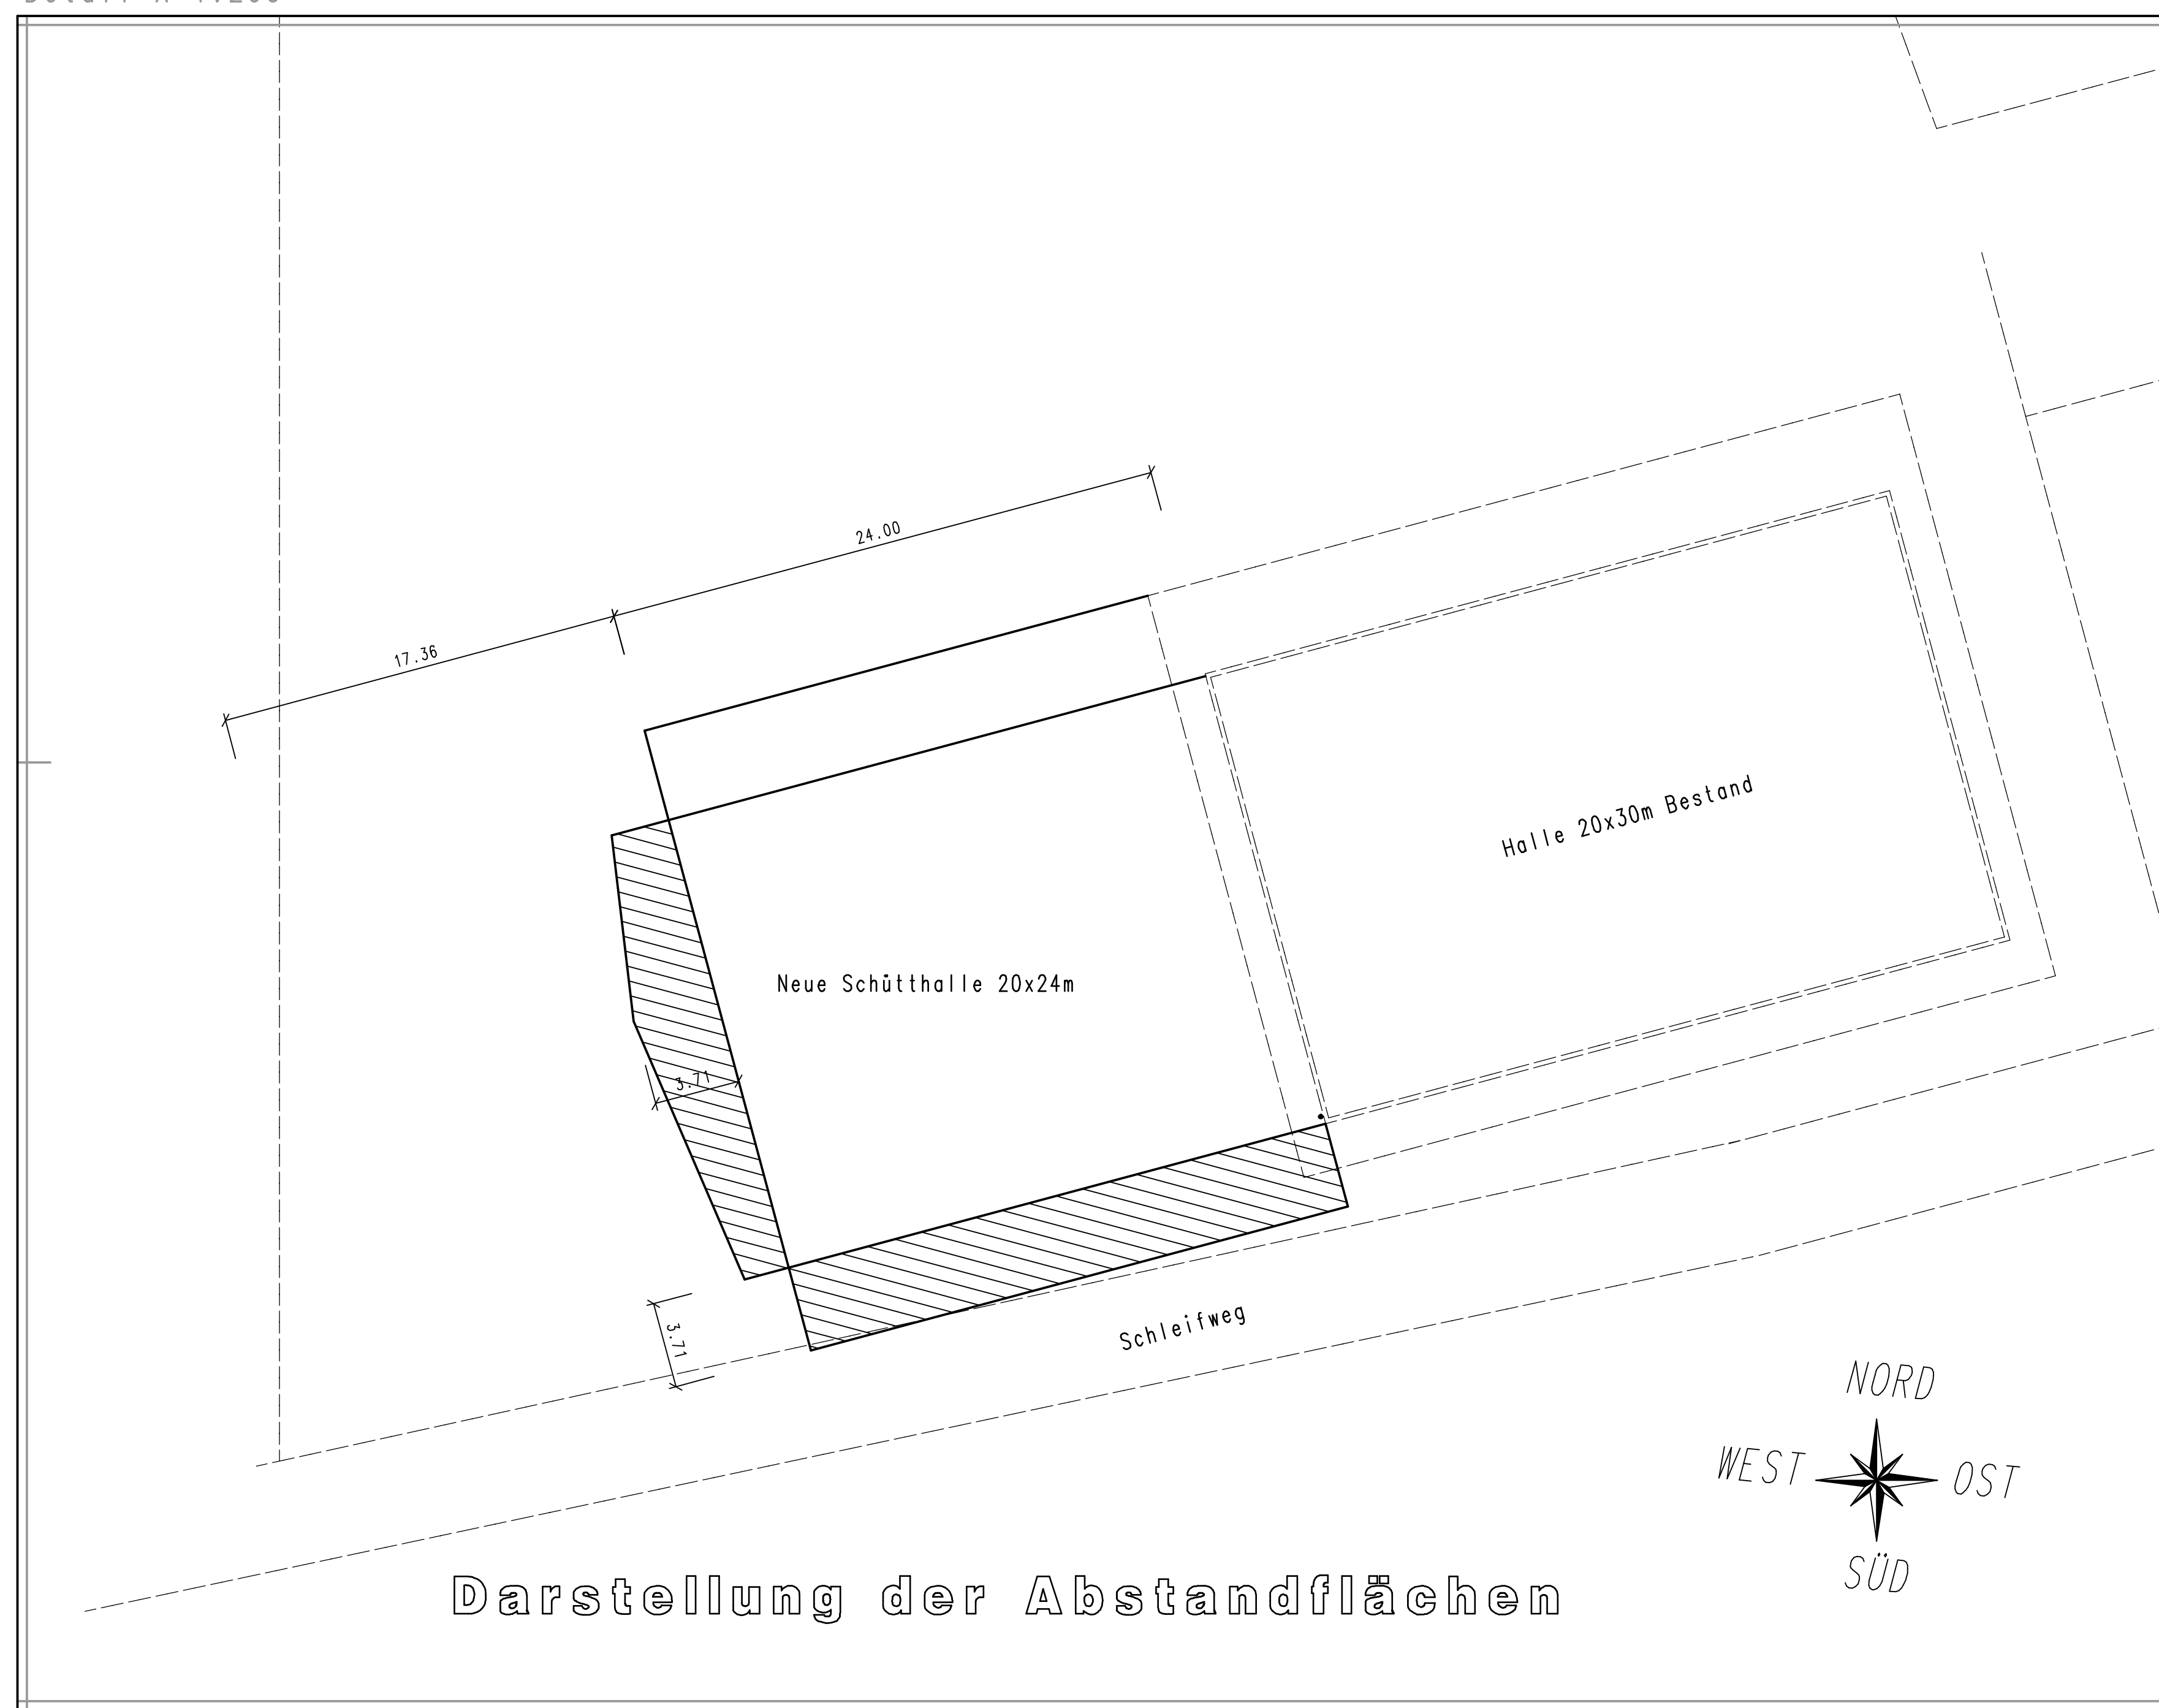 24.00
17.36
Halle 20x30m Bestand
Neue Schütthalle 20x24m
3.71
3.71
Schleifweg
NORD
WEST OST
SÜD
Darstellung der Abstandflächen